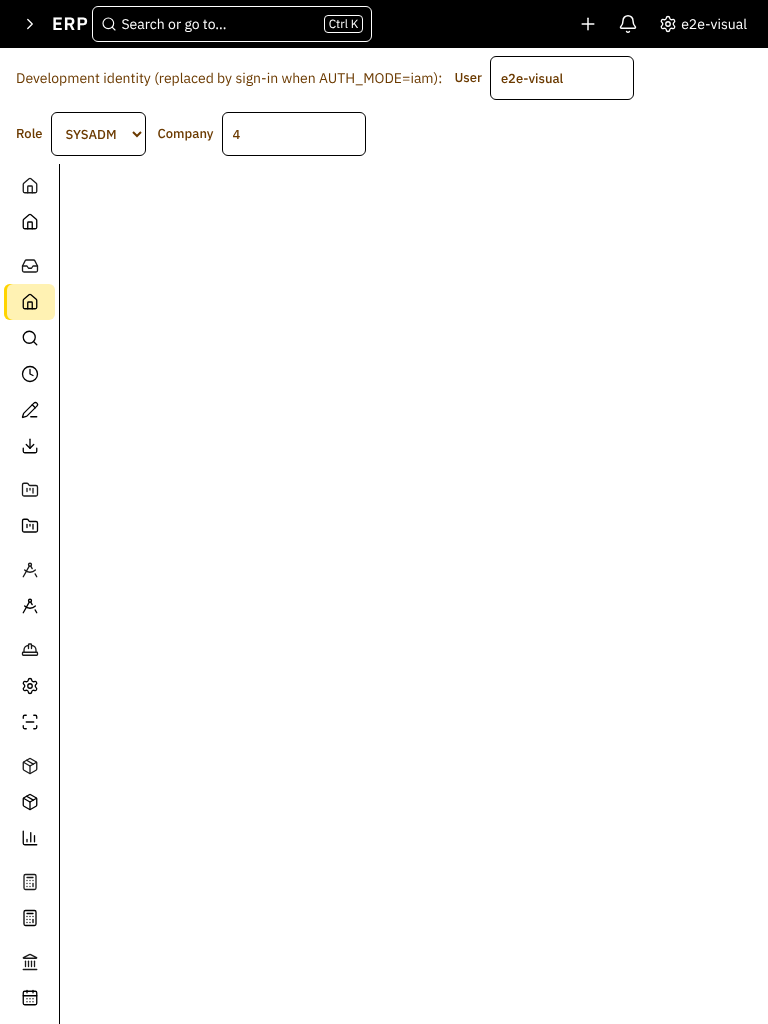 ERP Search or go to... Ctrl K e2e-visual
Development identity (replaced by sign-in when AUTH_MODE=iam): User e2e-visual
Role SYSADM Company 4